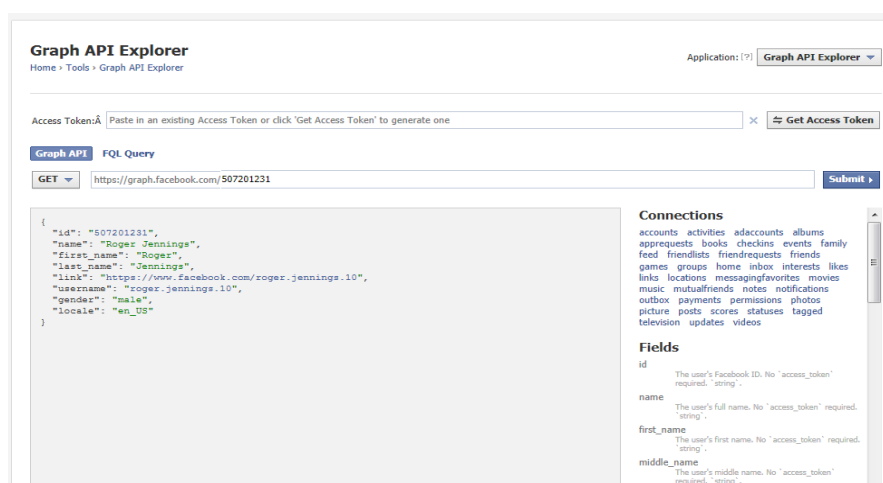 Graph API Explorer
Home › Tools › Graph API Explorer
Application: [?] Graph API Explorer
Access Token:Â Paste in an existing Access Token or click 'Get Access Token' to generate one × Get Access Token
Graph API FQL Query
GET https://graph.facebook.com/507201231 Submit
{
"id": "507201231",
"name": "Roger Jennings",
"first_name": "Roger",
"last_name": "Jennings",
"link": "https://www.facebook.com/roger.jennings.10",
"username": "roger.jennings.10",
"gender": "male",
"locale": "en_US"
}
Connections
accounts activities adaccounts albums
apprequests books checkins events family
feed friendlists friendrequests friends
games groups home inbox interests likes
links locations messagingfavorites movies
music mutualfriends notes notifications
outbox payments permissions photos
picture posts scores statuses tagged
television updates videos
Fields
id
The user's Facebook ID. No `access_token`
required. `string`.
name
The user's full name. No `access_token` required.
`string`.
first_name
The user's first name. No `access_token` required.
`string`.
middle_name
The user's middle name. No `access_token`
required. `string`.